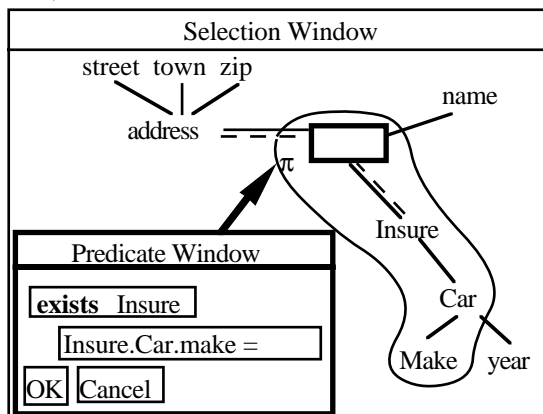 Selection Window
street town zip
name
address
π
Insure
Predicate Window
exists Insure
Car
Insure.Car.make =
Make year
OK Cancel